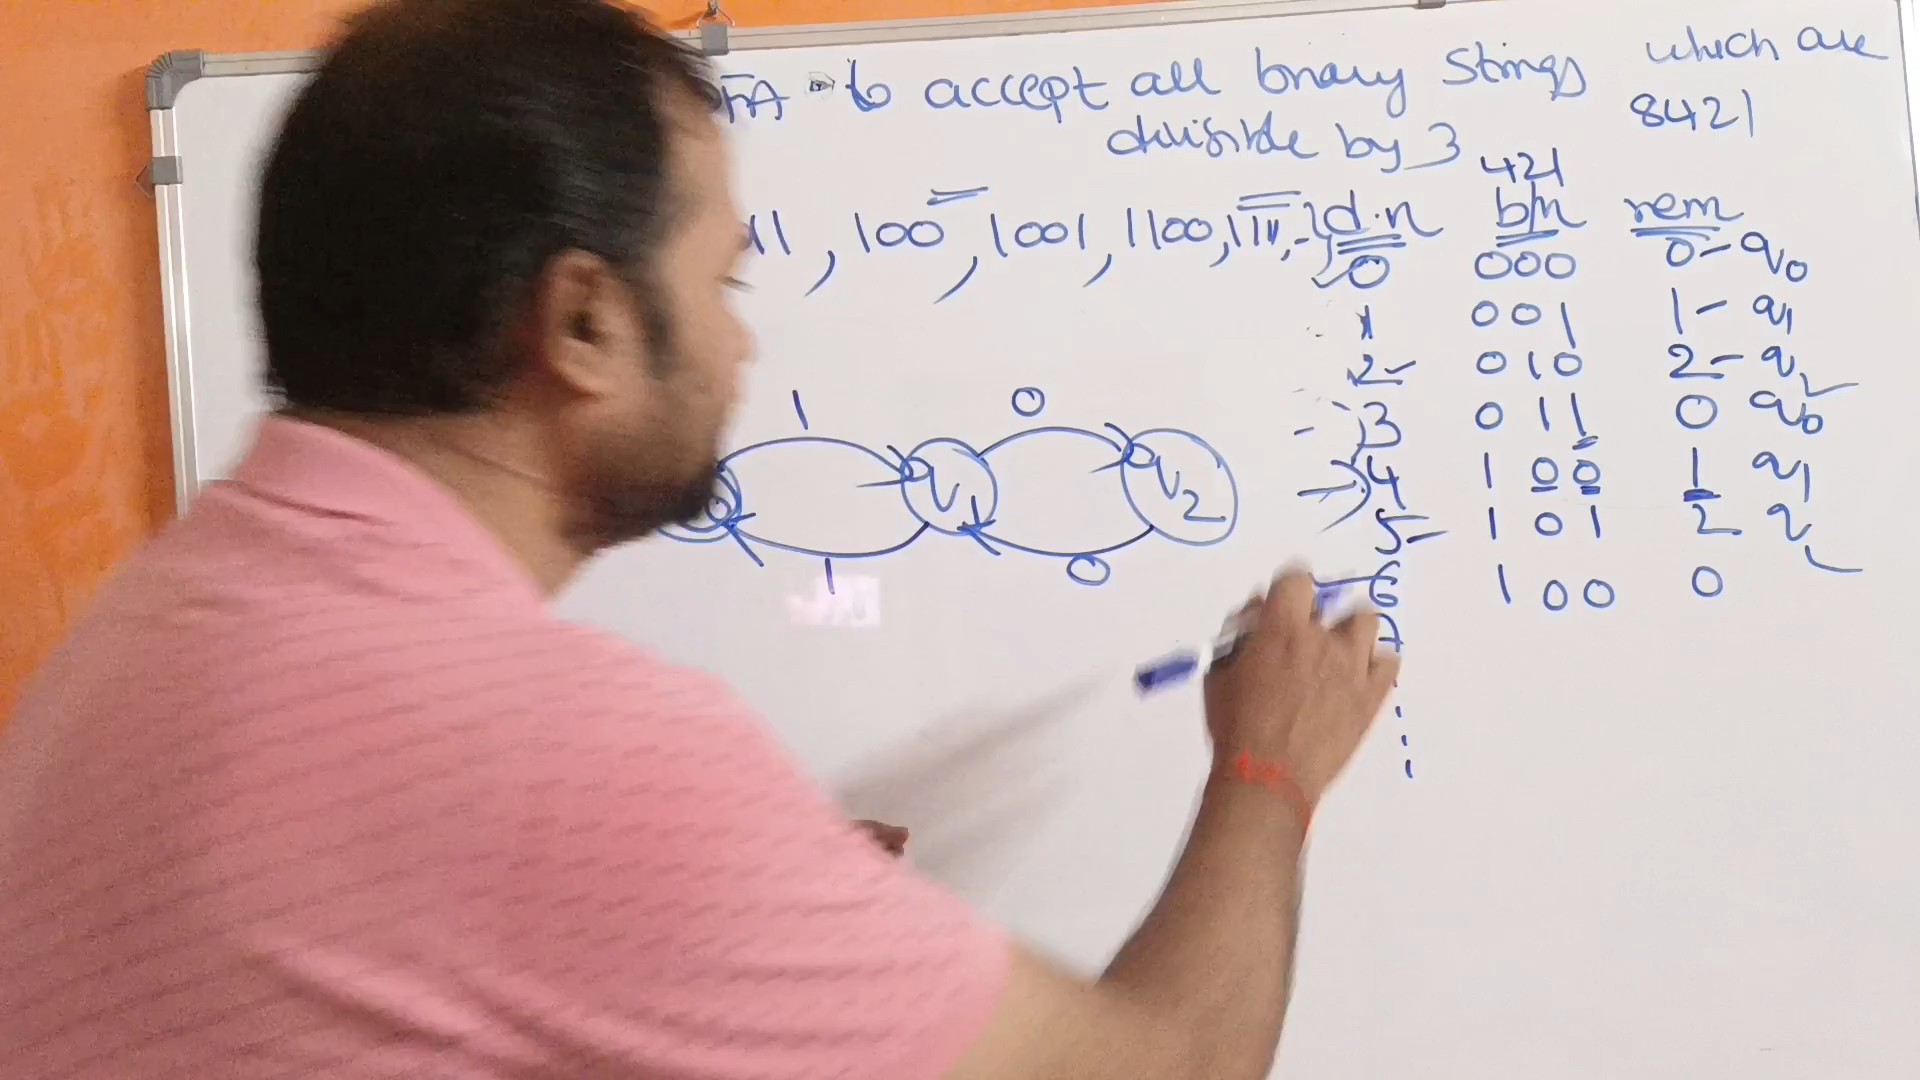 FA to accept all binary strings which are
divisible by 3 8421
421
11, 100, 1001, 1100, 1111, -- d.n b/n rem
0 000 0 - q0
1 001 1 - q1
2 - 010 2 - q2
3 011 0 q0
4 100 1 q1
5 - 101 2 q2
6 100 0
7
1 0
q1 q2
1 0